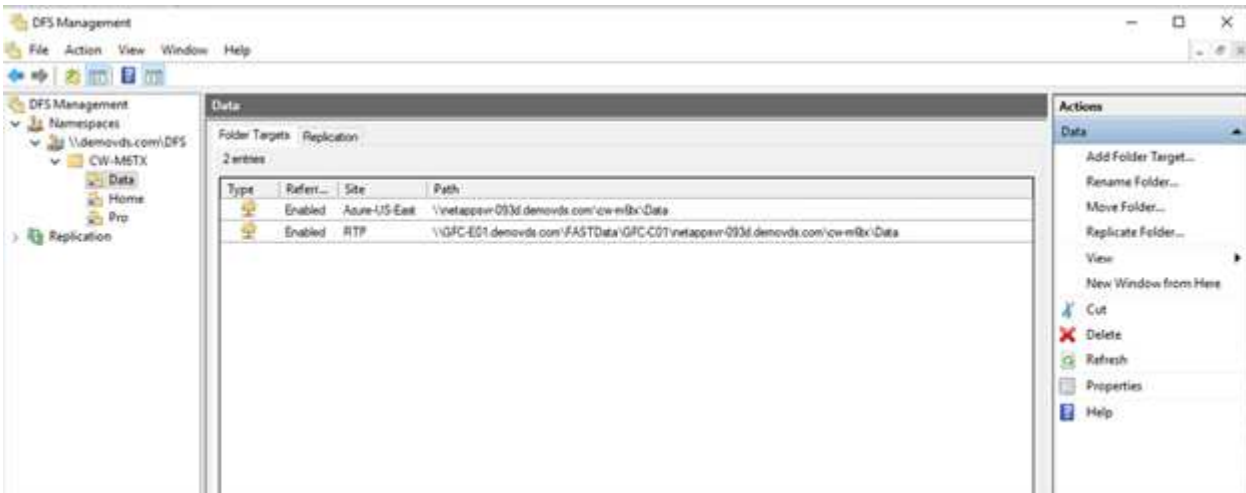 DFS Management
File Action View Window Help
DFS Management
Namespaces
\\demovds.com\DFS
CW-M6TX
Data
Home
Pro
Replication
Data
Folder Targets Replication
2 entries
Type Referr... Site Path
Enabled Azure-US-East \\netappsvr-093d.demovds.com\cw-m6tx\Data
Enabled RTP \\GFC-E01.demovds.com\FASTData\GFC-C01\netappsvr-093d.demovds.com\cw-m6tx\Data
Actions
Data
Add Folder Target...
Rename Folder...
Move Folder...
Replicate Folder...
View
New Window from Here
Cut
Delete
Refresh
Properties
Help